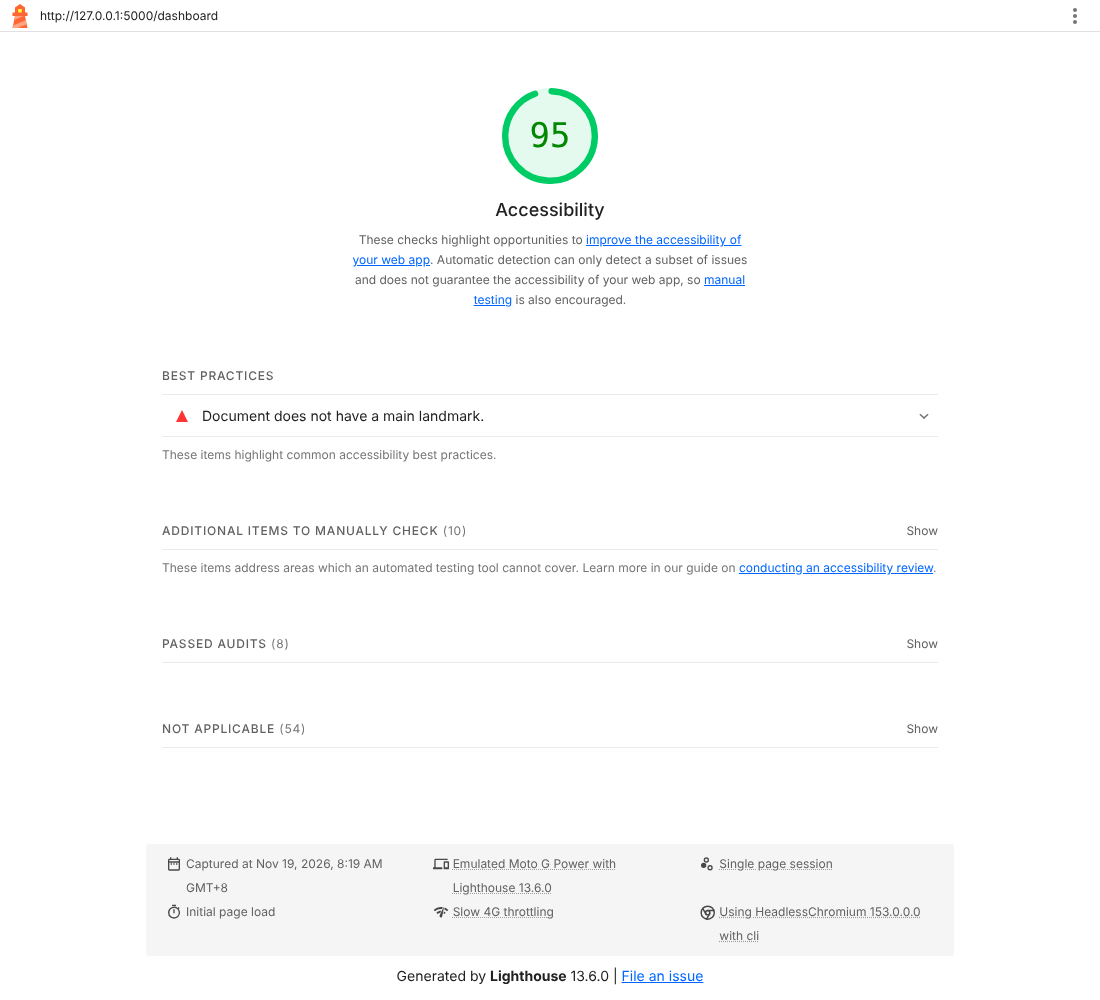 http://127.0.0.1:5000/dashboard
95
Accessibility
These checks highlight opportunities to improve the accessibility of
your web app. Automatic detection can only detect a subset of issues
and does not guarantee the accessibility of your web app, so manual
testing is also encouraged.
BEST PRACTICES
Document does not have a main landmark.
These items highlight common accessibility best practices.
ADDITIONAL ITEMS TO MANUALLY CHECK (10) Show
These items address areas which an automated testing tool cannot cover. Learn more in our guide on conducting an accessibility review.
PASSED AUDITS (8) Show
NOT APPLICABLE (54) Show
Captured at Nov 19, 2026, 8:19 AM
GMT+8
Emulated Moto G Power with
Lighthouse 13.6.0
Single page session
Initial page load
Slow 4G throttling
Using HeadlessChromium 153.0.0.0
with cli
Generated by Lighthouse 13.6.0 | File an issue